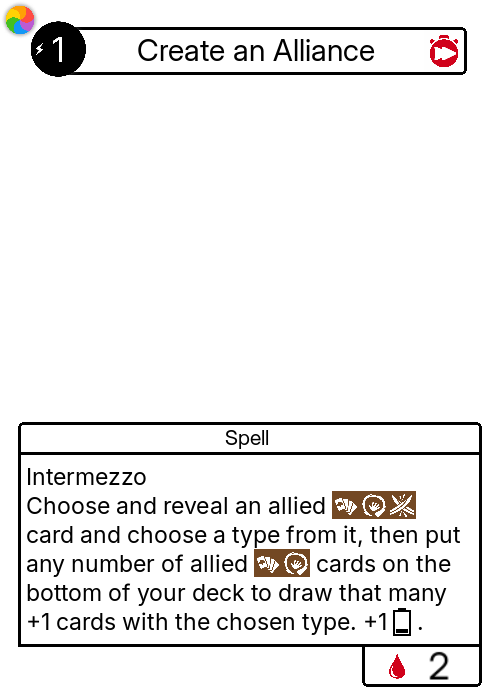 1
Create an Alliance
Spell
Intermezzo
Choose and reveal an allied
card and choose a type from it, then put
any number of allied cards on the
bottom of your deck to draw that many
+1 cards with the chosen type. +1 .
2